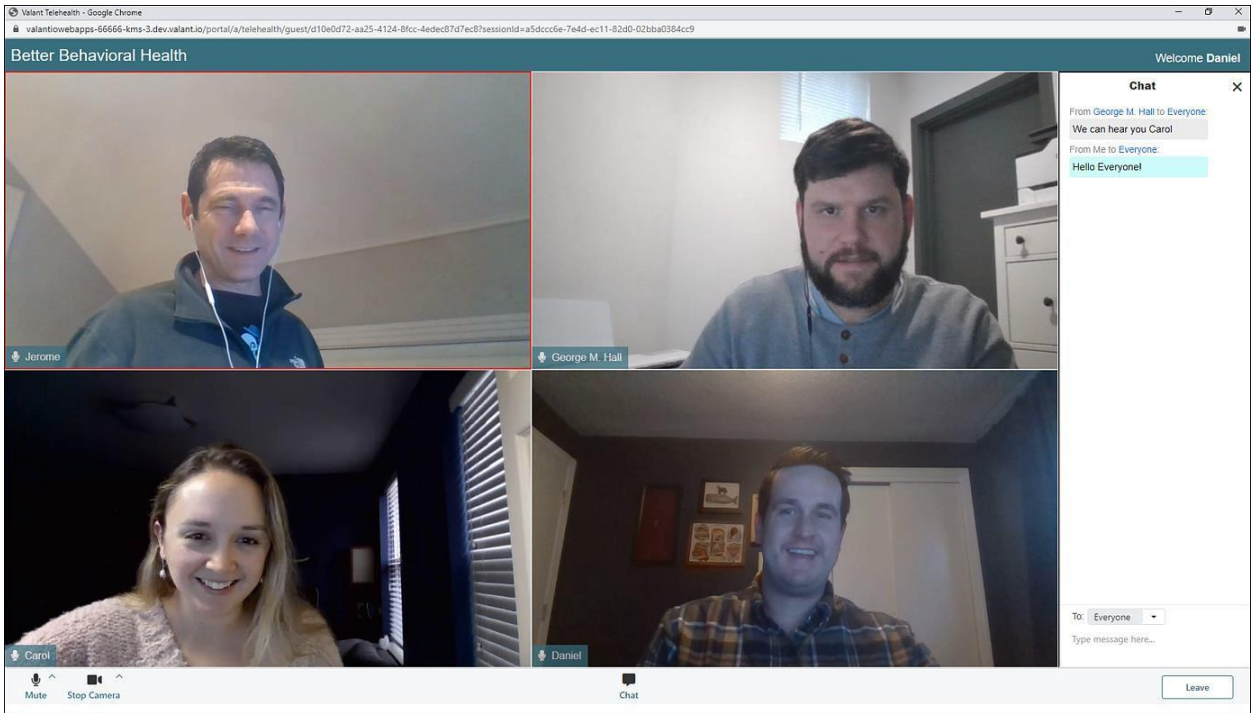 Valant Telehealth - Google Chrome
valantiowebapps-66666-kms-3.dev.valant.io/portal/a/telehealth/guest/d10e0d72-aa25-4124-8fcc-4edec87d7ec8?sessionId=a5dccc6e-7e4d-ec11-82d0-02bba0384cc9
Better Behavioral Health
Welcome Daniel
Jerome
George M. Hall
Carol
Daniel
Chat
From George M. Hall to Everyone:
We can hear you Carol
From Me to Everyone:
Hello Everyone!
To: Everyone
Type message here...
Mute
Stop Camera
Chat
Leave